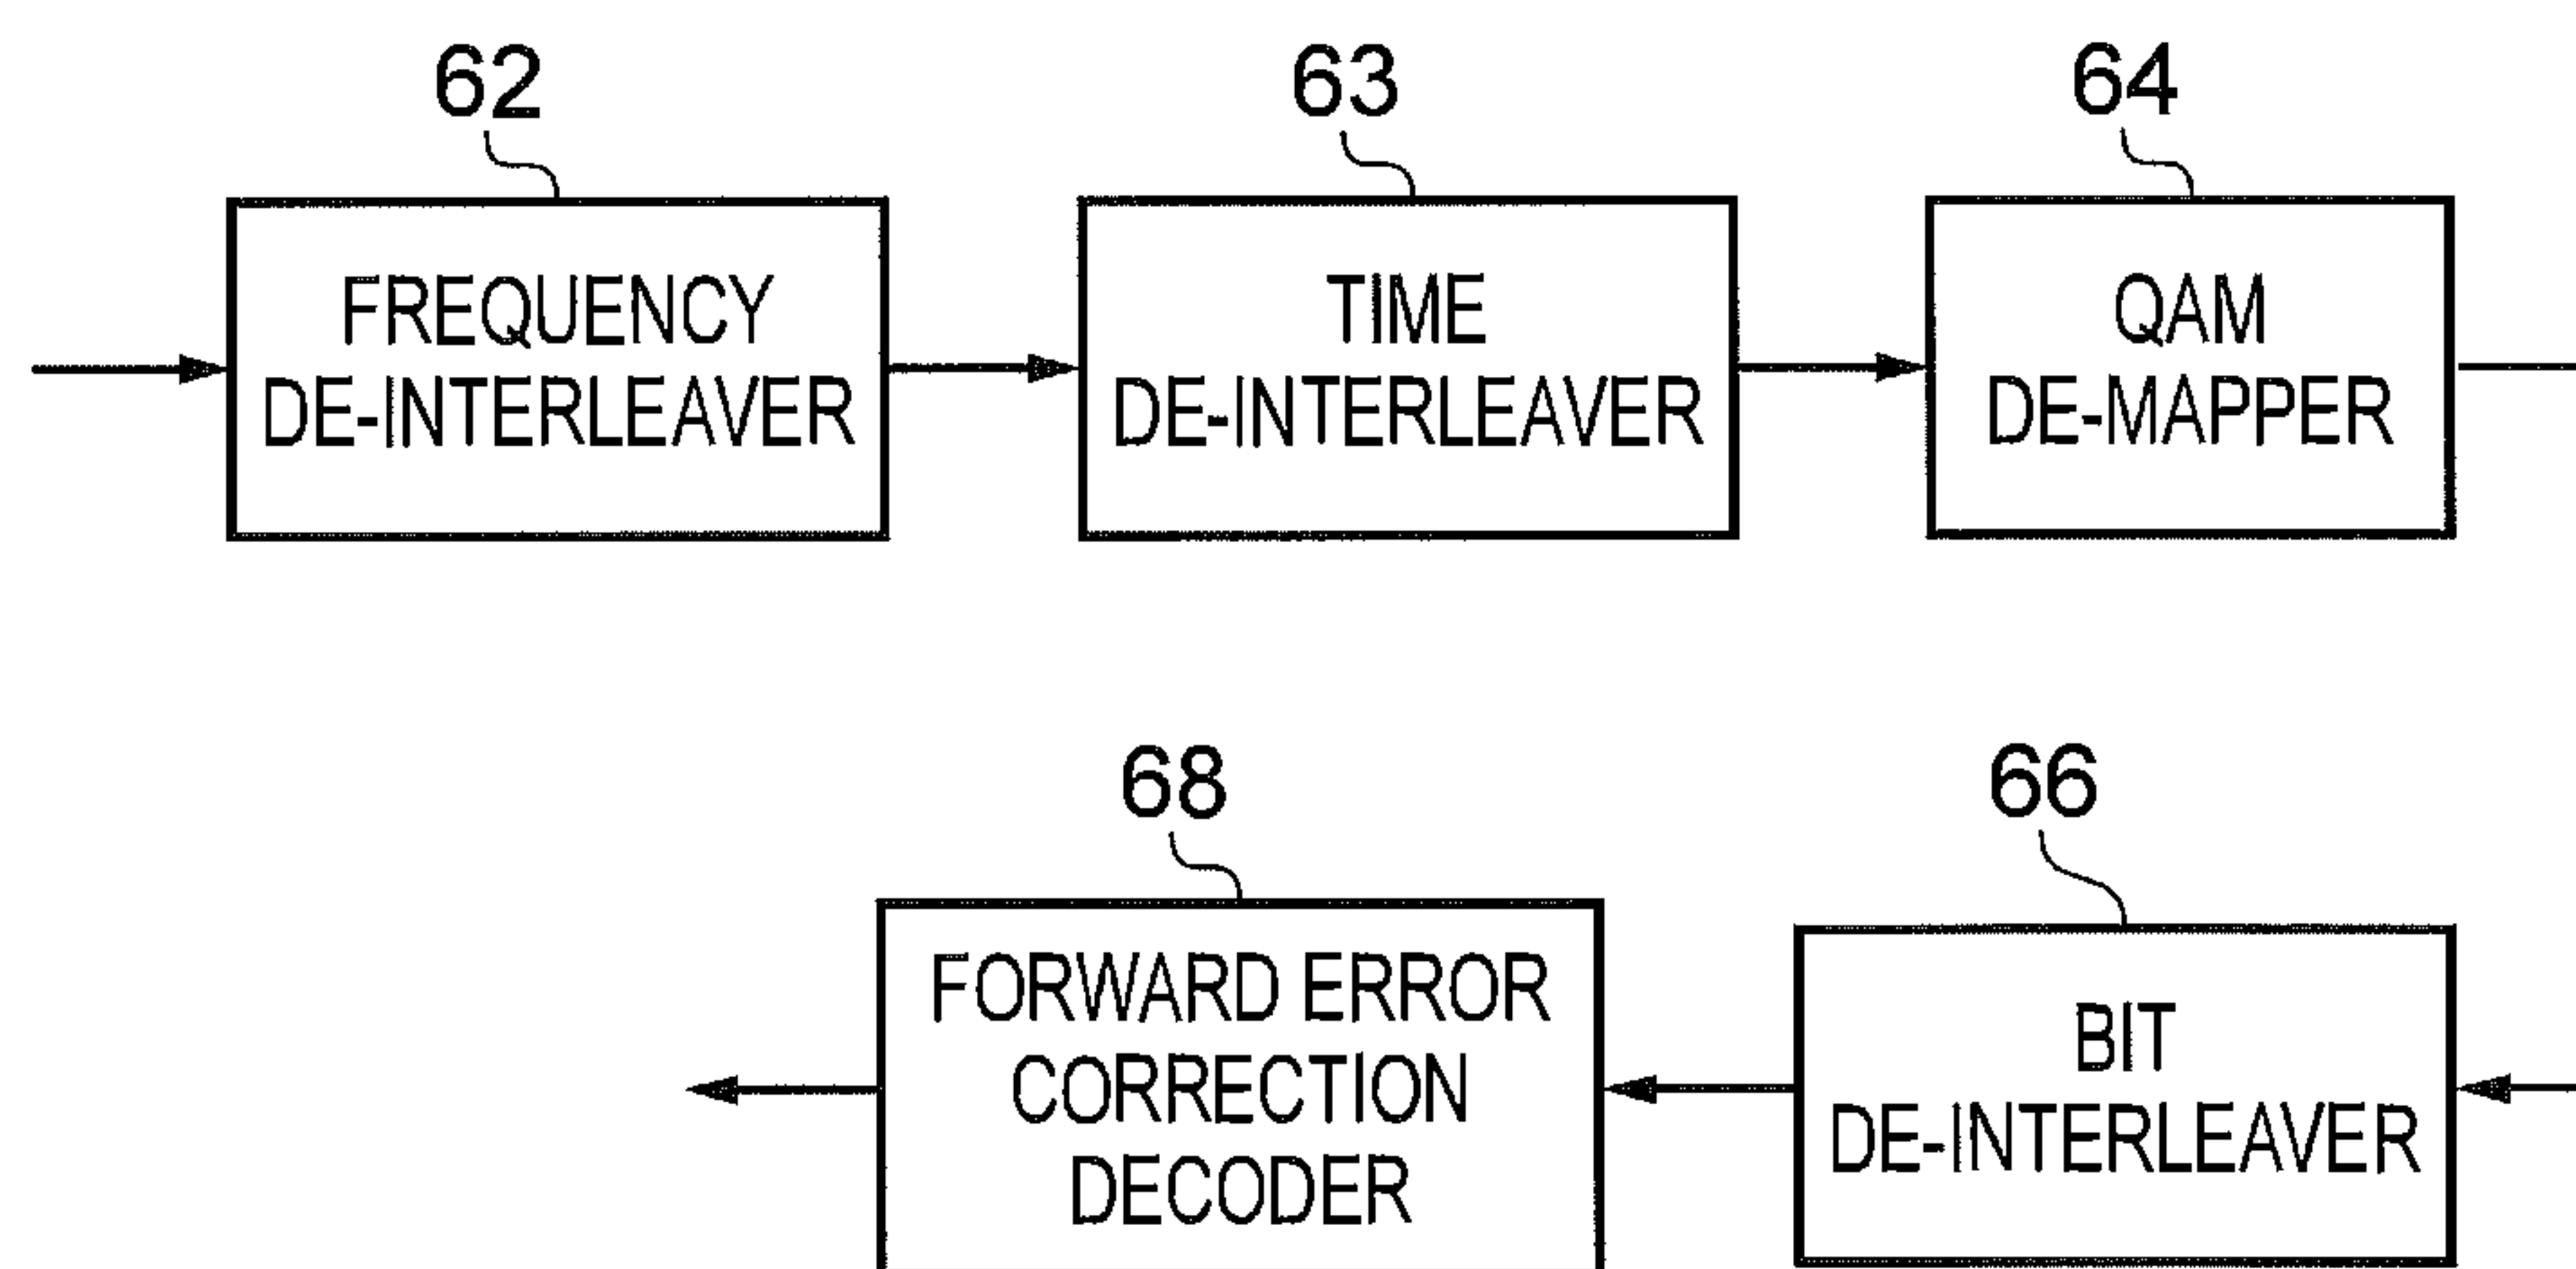 62
63
64
FREQUENCY
DE-INTERLEAVER
TIME
DE-INTERLEAVER
QAM
DE-MAPPER
68
66
FORWARD ERROR
CORRECTION
DECODER
BIT
DE-INTERLEAVER